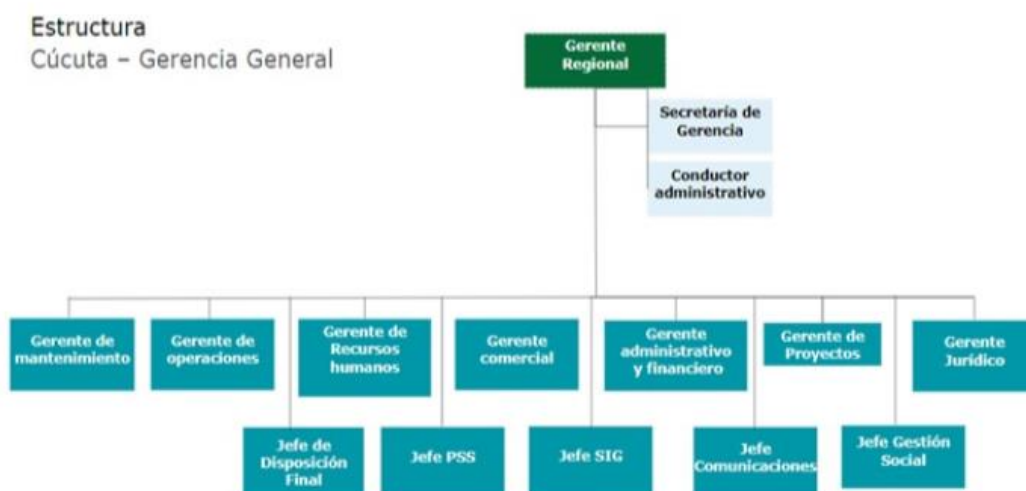 Estructura
Cúcuta – Gerencia General
Gerente
Regional
Secretaría de
Gerencia
Conductor
administrativo
Gerente de
mantenimiento
Gerente de
operaciones
Gerente de
Recursos
humanos
Gerente
comercial
Gerente
administrativo
y financiero
Gerente de
Proyectos
Gerente
Jurídico
Jefe de
Disposición
Final
Jefe PSS
Jefe SIG
Jefe
Comunicaciones
Jefe Gestión
Social